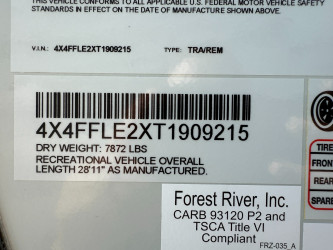 THIS VEHICLE CONFORMS TO ALL APPLICABLE U.S. FEDERAL MOTOR VEHICLE SAFETY
STANDARDS IN EFFECT ON THE DATE OF MANUFACTURE SHOWN ABOVE.
V.I.N.: 4X4FFLE2XT1909215 TYPE: TRA/REM
4X4FFLE2XT1909215
DRY WEIGHT: 7872 LBS
RECREATIONAL VEHICLE OVERALL
LENGTH 28'11" AS MANUFACTURED.
TIRE
FRON
REAR
SPARE
Forest River, Inc.
CARB 93120 P2 and
TSCA Title VI
Compliant
FRZ-035_A